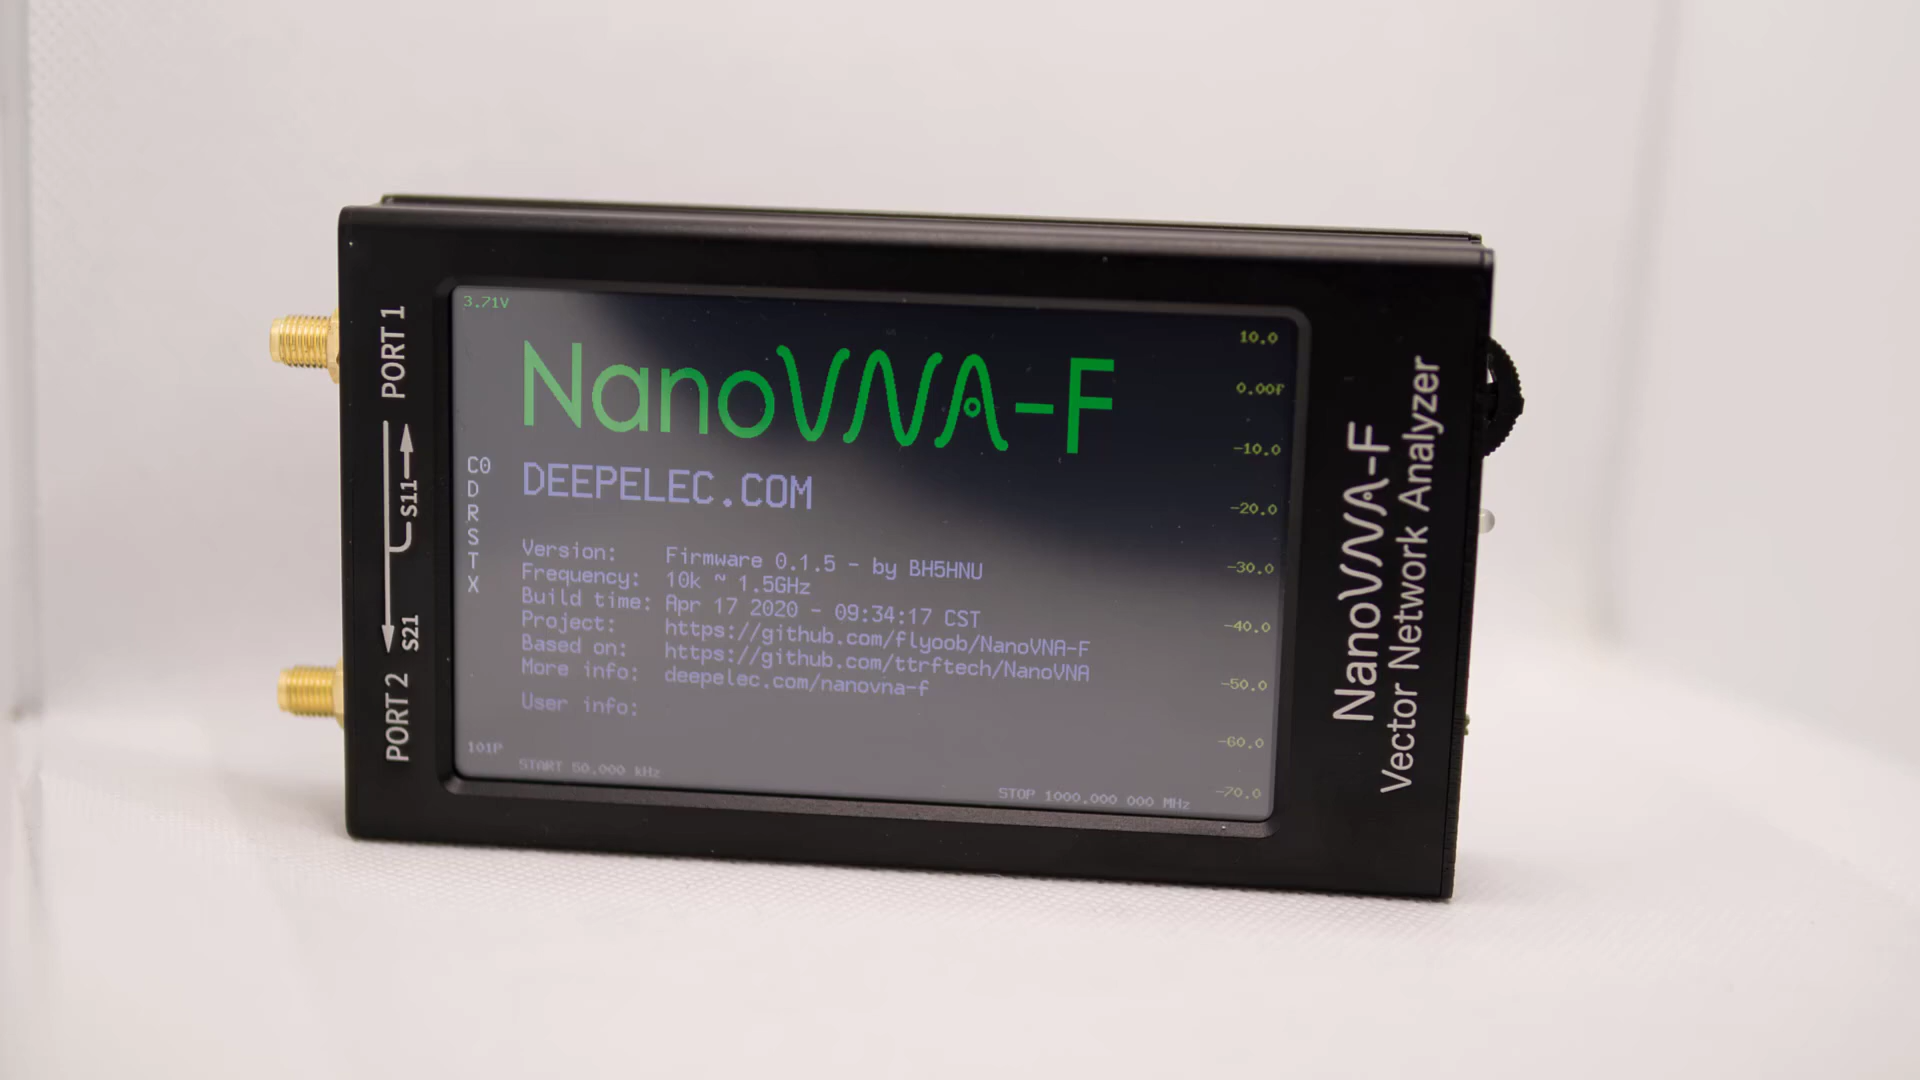 3.71V
NanoVNA-F
DEEPELEC.COM
C0
D
R
S
T
X
Version: Firmware 0.1.5 - by BH5HNU
Frequency: 10k ~ 1.5GHz
Build time: Apr 17 2020 - 09:34:17 CST
Project: https://github.com/flyoob/NanoVNA-F
Based on: https://github.com/ttrftech/NanoVNA
More info: deepelec.com/nanovna-f
User info:
101P
START 50.000 kHz
STOP 1000.000 000 MHz
10.0
0.00F
-10.0
-20.0
-30.0
-40.0
-50.0
-60.0
-70.0
PORT 1
S11
S21
PORT 2
NanoVNA-F
Vector Network Analyzer